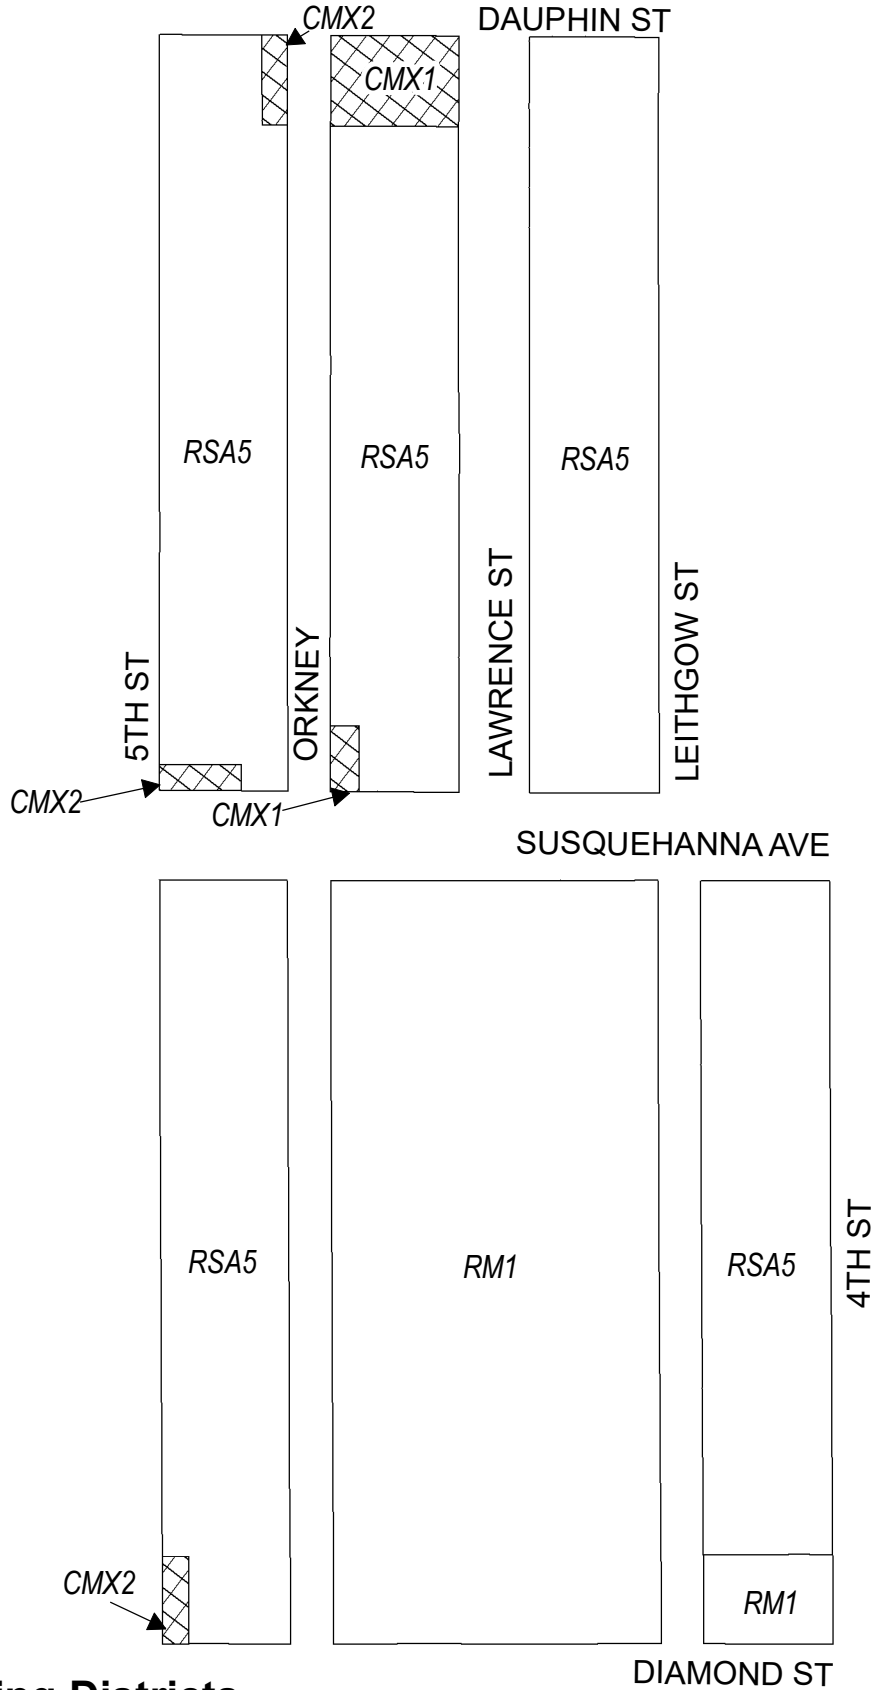 CMX2
DAUPHIN ST
CMX1
RSA5
RSA5
RSA5
5TH ST
ORKNEY
LAWRENCE ST
LEITHGOW ST
CMX2
CMX1
SUSQUEHANNA AVE
RSA5
RM1
RSA5
4TH ST
CMX2
RM1
DIAMOND ST
Districts